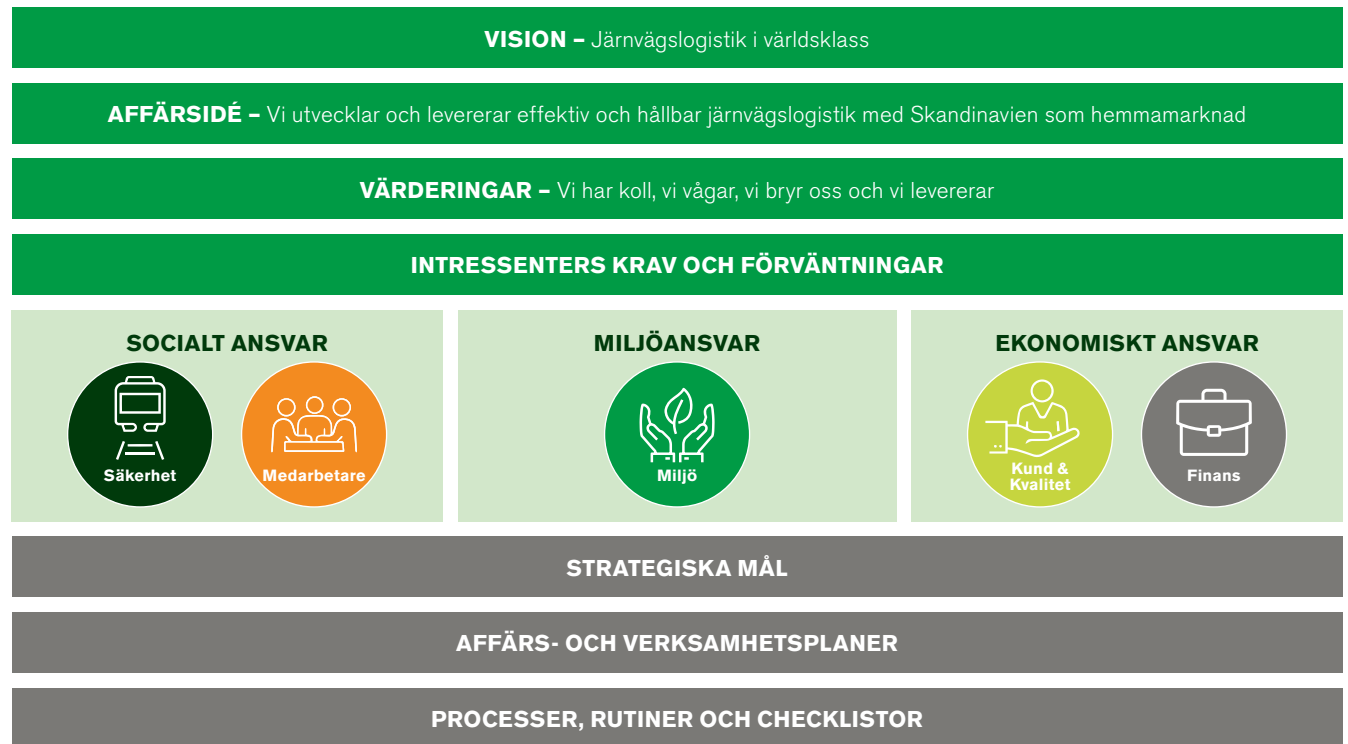 VISION – Järnvägslogistik i världsklass
AFFÄRSIDÉ – Vi utvecklar och levererar effektiv och hållbar järnvägslogistik med Skandinavien som hemmamarknad
VÄRDERINGAR – Vi har koll, vi vågar, vi bryr oss och vi levererar
INTRESSENTERS KRAV OCH FÖRVÄNTNINGAR
SOCIALT ANSVAR
Säkerhet
Medarbetare
MILJÖANSVAR
Miljö
EKONOMISKT ANSVAR
Kund &
Kvalitet
Finans
STRATEGISKA MÅL
AFFÄRS- OCH VERKSAMHETSPLANER
PROCESSER, RUTINER OCH CHECKLISTOR